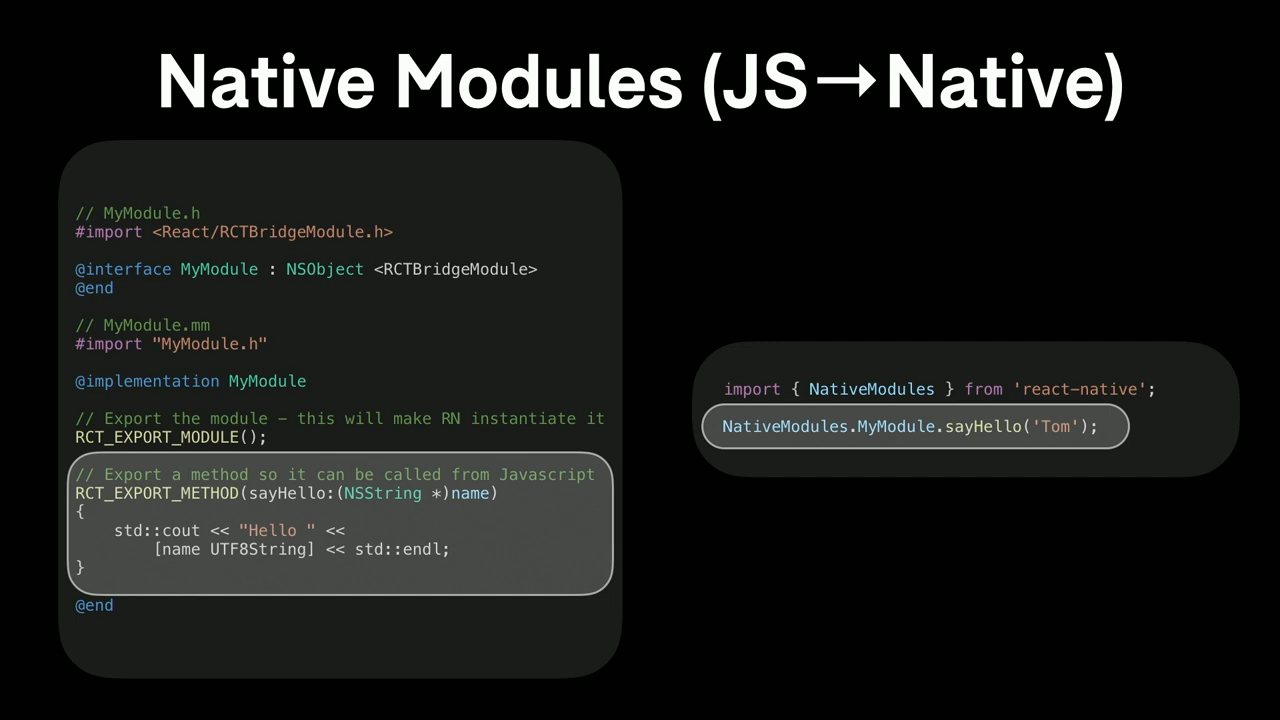 Native Modules (JS→Native)
// MyModule.h
#import <React/RCTBridgeModule.h>
@interface MyModule : NSObject <RCTBridgeModule>
@end
// MyModule.mm
#import "MyModule.h"
@implementation MyModule
// Export the module – this will make RN instantiate it
RCT_EXPORT_MODULE();
// Export a method so it can be called from Javascript
RCT_EXPORT_METHOD(sayHello:(NSString *)name)
{
    std::cout << "Hello " <<
        [name UTF8String] << std::endl;
}
@end
import { NativeModules } from 'react-native';
NativeModules.MyModule.sayHello('Tom');